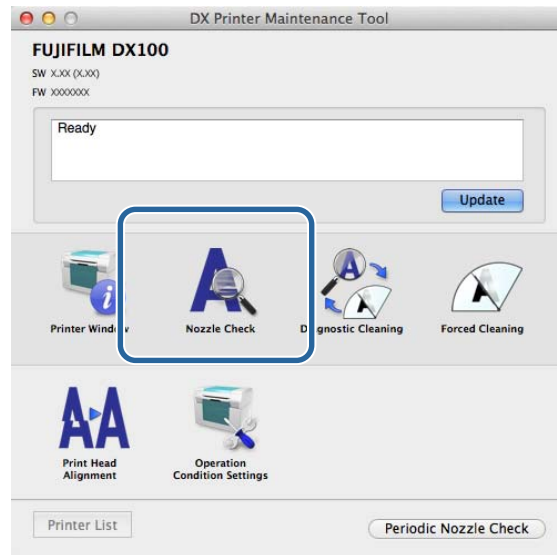 DX Printer Maintenance Tool
FUJIFILM DX100
SW X.XX (X.XX)
FW XXXXXXX
Ready
Update
Printer Window
Nozzle Check
Diagnostic Cleaning
Forced Cleaning
Print Head
Alignment
Operation
Condition Settings
Printer List
Periodic Nozzle Check